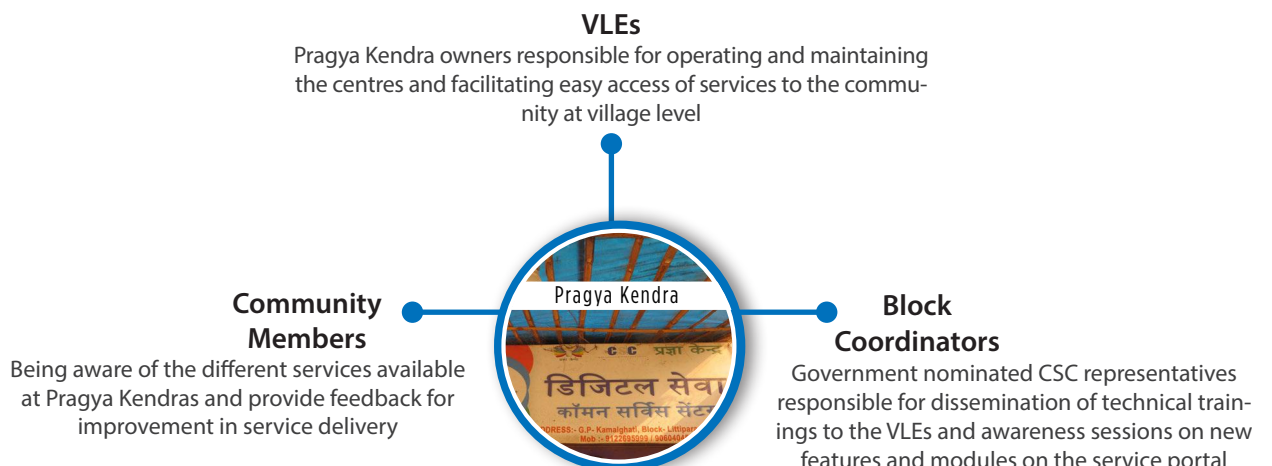 VLEs
Pragya Kendra owners responsible for operating and maintaining
the centres and facilitating easy access of services to the commu-
nity at village level
Community
Members
Being aware of the different services available
at Pragya Kendras and provide feedback for
improvement in service delivery
Pragya Kendra
C C प्रज्ञा केन्द्र
डिजिटल सेवा
कॉमन सर्विस सेंटर
G.P- Kamalghati, Block-
Mob :- 9122695999
Block
Coordinators
Government nominated CSC representatives
responsible for dissemination of technical train-
ings to the VLEs and awareness sessions on new
features and modules on the service portal